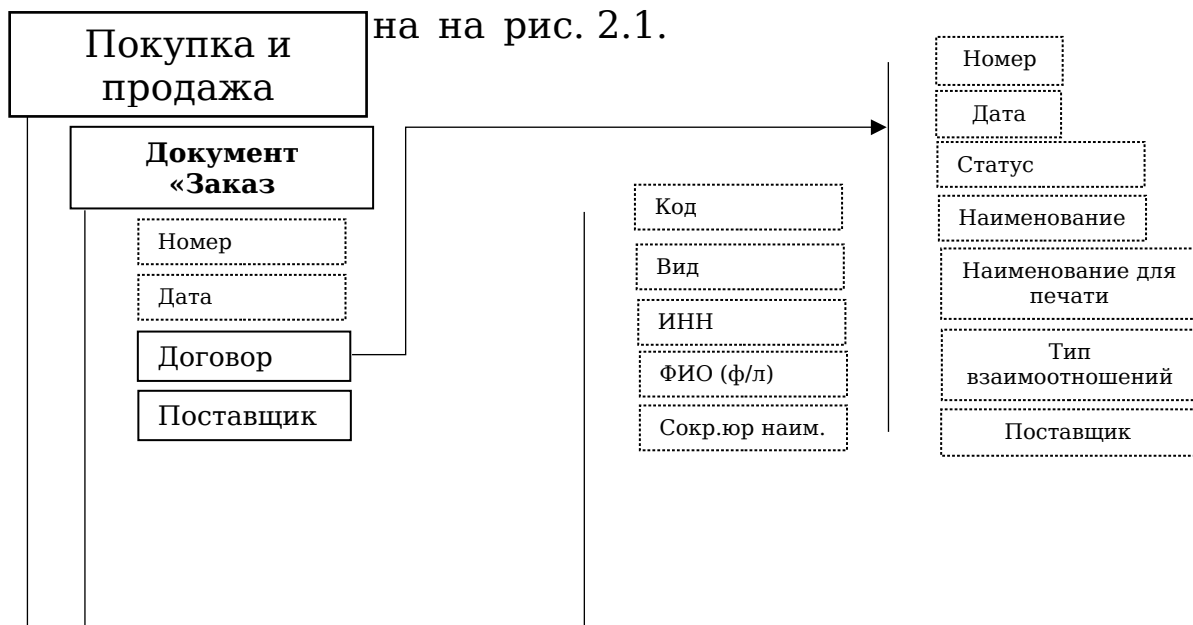 на на рис. 2.1.
Покупка и
продажа
Документ
«Заказ
Номер
Дата
Договор
Поставщик
Код
Вид
ИНН
ФИО (ф/л)
Сокр.юр наим.
Номер
Дата
Статус
Наименование
Наименование для
печати
Тип
взаимоотношений
Поставщик